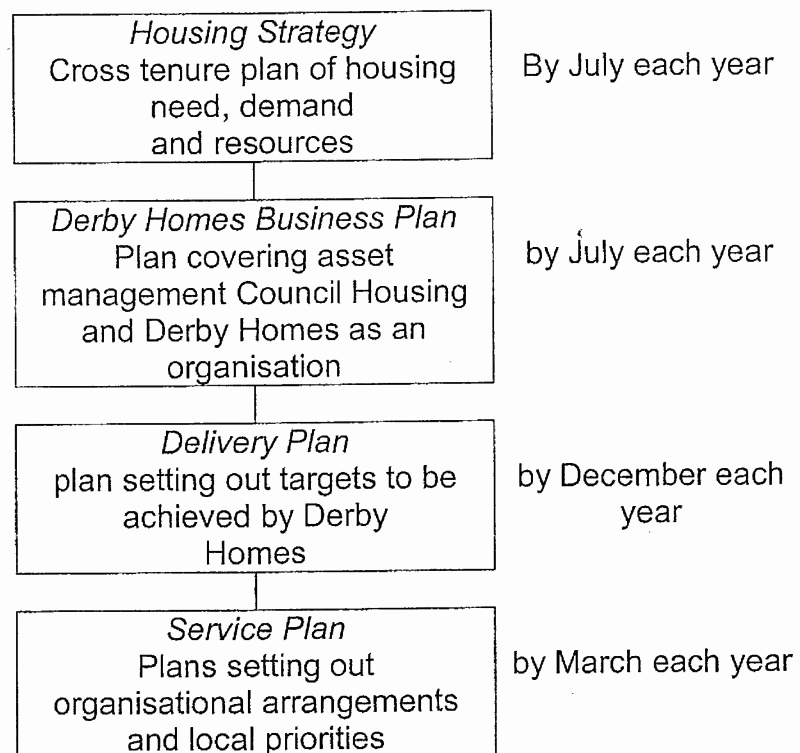 Housing Strategy
Cross tenure plan of housing
need, demand
and resources
By July each year
Derby Homes Business Plan
Plan covering asset
management Council Housing
and Derby Homes as an
organisation
by July each year
Delivery Plan
plan setting out targets to be
achieved by Derby
Homes
by December each
year
Service Plan
Plans setting out
organisational arrangements
and local priorities
by March each year